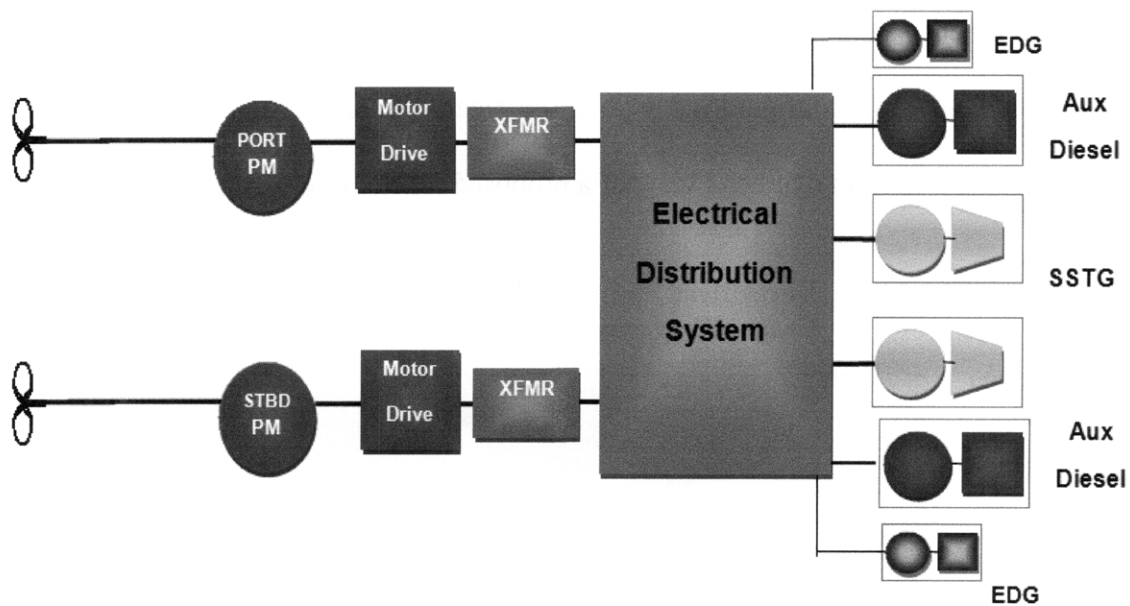 EDG
Aux
Diesel
Motor
Drive
XFMR
PORT
PM
Electrical
Distribution
System
SSTG
Motor
Drive
XFMR
STBD
PM
Aux
Diesel
EDG